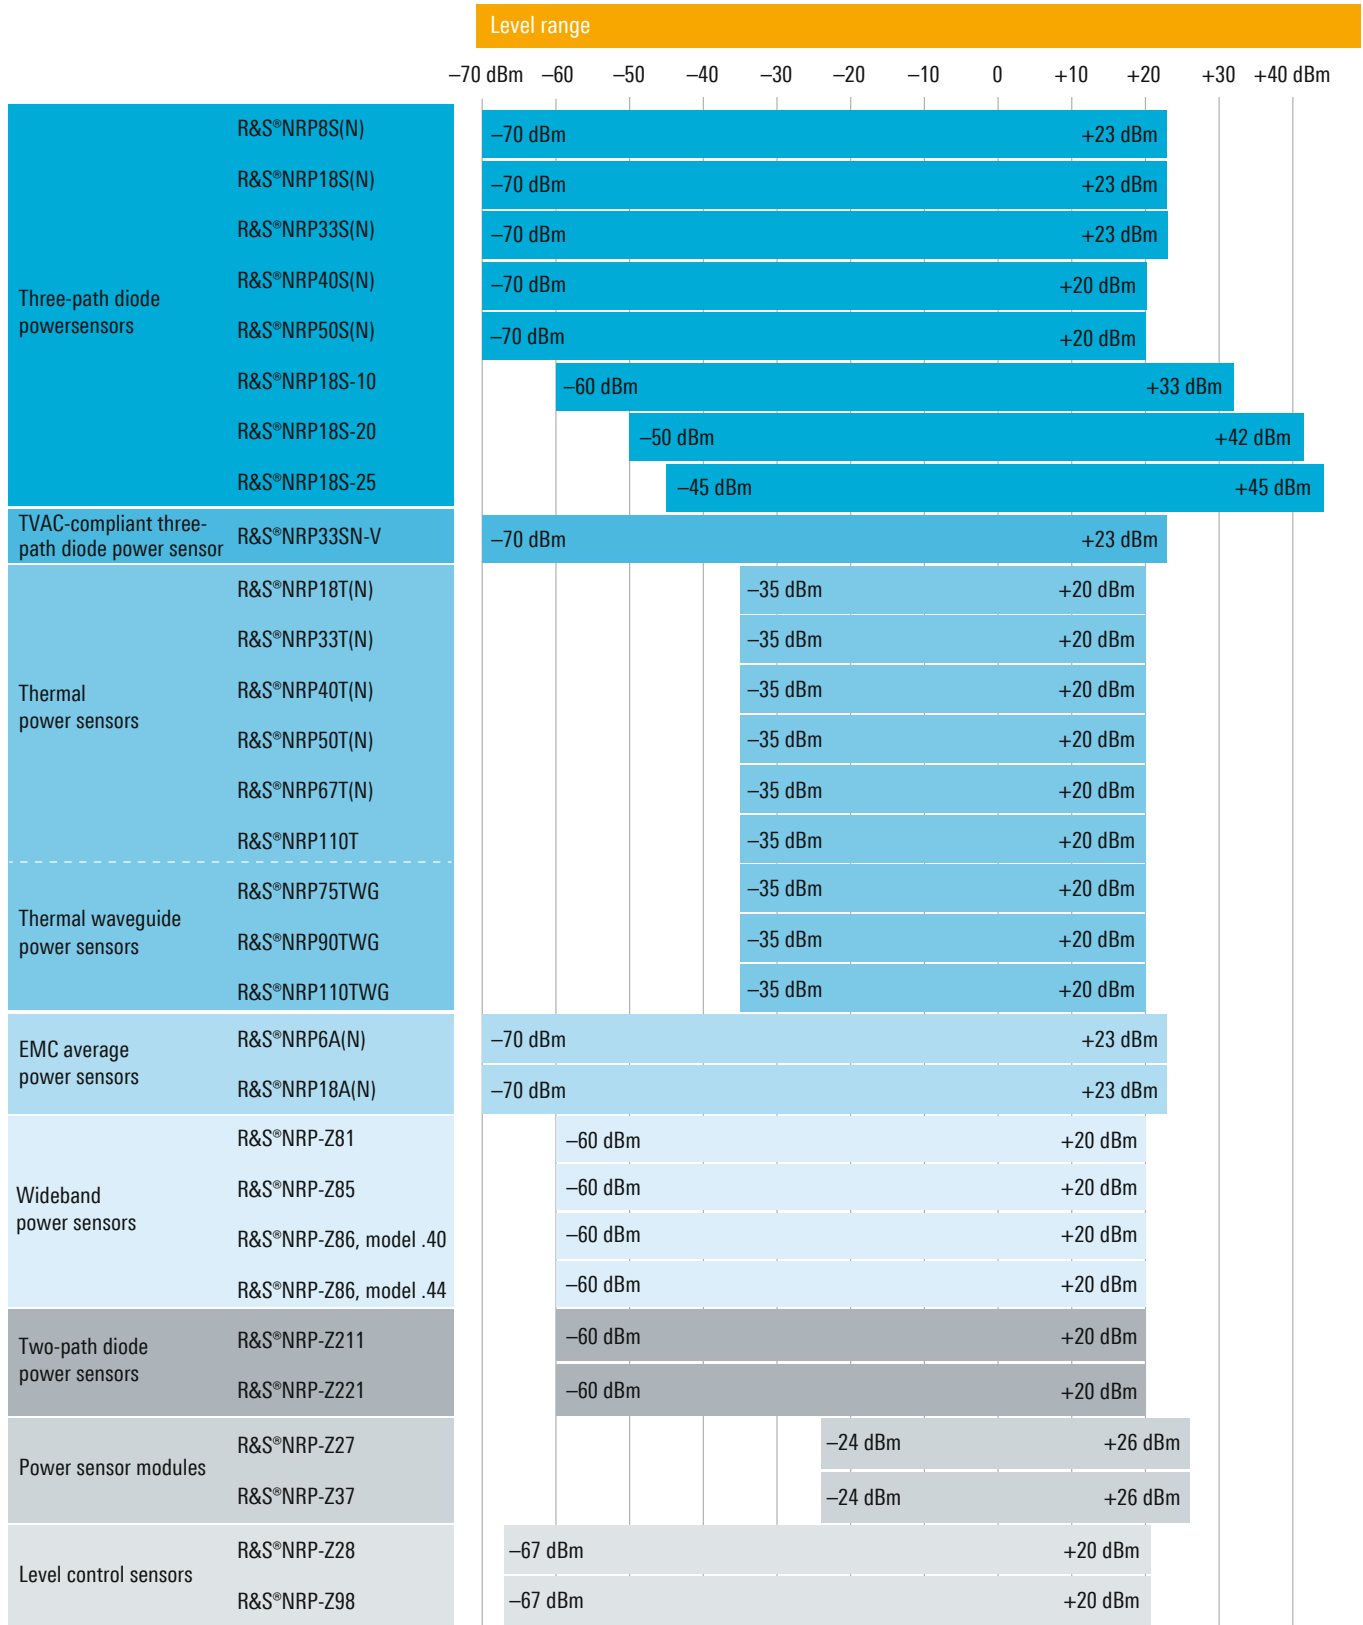 Level range
–70 dBm –60 –50 –40 –30 –20 –10 0 +10 +20 +30 +40 dBm
Three-path diode
powersensors
R&S®NRP8S(N) –70 dBm +23 dBm
R&S®NRP18S(N) –70 dBm +23 dBm
R&S®NRP33S(N) –70 dBm +23 dBm
R&S®NRP40S(N) –70 dBm +20 dBm
R&S®NRP50S(N) –70 dBm +20 dBm
R&S®NRP18S-10 –60 dBm +33 dBm
R&S®NRP18S-20 –50 dBm +42 dBm
R&S®NRP18S-25 –45 dBm +45 dBm
TVAC-compliant three-
path diode power sensor
R&S®NRP33SN-V –70 dBm +23 dBm
Thermal
power sensors
R&S®NRP18T(N) –35 dBm +20 dBm
R&S®NRP33T(N) –35 dBm +20 dBm
R&S®NRP40T(N) –35 dBm +20 dBm
R&S®NRP50T(N) –35 dBm +20 dBm
R&S®NRP67T(N) –35 dBm +20 dBm
R&S®NRP110T –35 dBm +20 dBm
Thermal waveguide
power sensors
R&S®NRP75TWG –35 dBm +20 dBm
R&S®NRP90TWG –35 dBm +20 dBm
R&S®NRP110TWG –35 dBm +20 dBm
EMC average
power sensors
R&S®NRP6A(N) –70 dBm +23 dBm
R&S®NRP18A(N) –70 dBm +23 dBm
Wideband
power sensors
R&S®NRP-Z81 –60 dBm +20 dBm
R&S®NRP-Z85 –60 dBm +20 dBm
R&S®NRP-Z86, model .40 –60 dBm +20 dBm
R&S®NRP-Z86, model .44 –60 dBm +20 dBm
Two-path diode
power sensors
R&S®NRP-Z211 –60 dBm +20 dBm
R&S®NRP-Z221 –60 dBm +20 dBm
Power sensor modules
R&S®NRP-Z27 –24 dBm +26 dBm
R&S®NRP-Z37 –24 dBm +26 dBm
Level control sensors
R&S®NRP-Z28 –67 dBm +20 dBm
R&S®NRP-Z98 –67 dBm +20 dBm